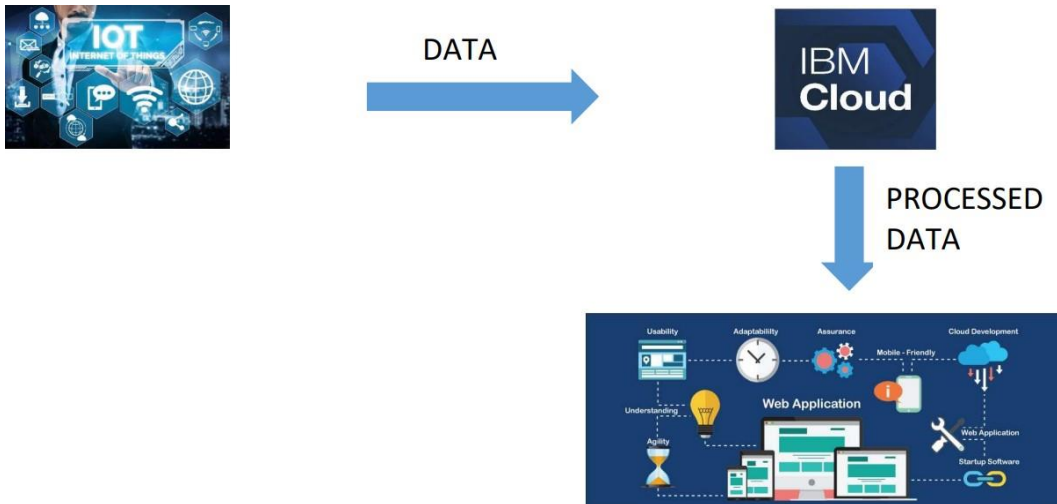 IOT
INTERNET OF THINGS
DATA
IBM
Cloud
PROCESSED
DATA
Usability
Adaptabililty
Assurance
Cloud Development
Mobile - Friendly
Understanding
Web Application
Web Application
Agility
Startup Software